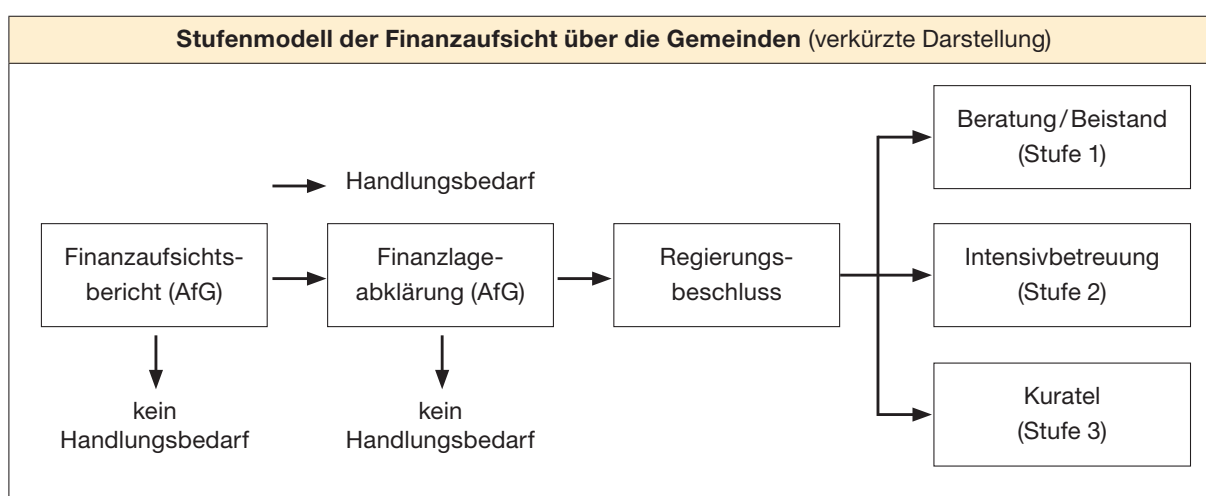 Stufenmodell der Finanzaufsicht über die Gemeinden (verkürzte Darstellung)
Beratung/Beistand
(Stufe 1)
Handlungsbedarf
Finanzaufsichts-
bericht (AfG)
Finanzlage-
abklärung (AfG)
Regierungs-
beschluss
Intensivbetreuung
(Stufe 2)
kein
Handlungsbedarf
kein
Handlungsbedarf
Kuratel
(Stufe 3)